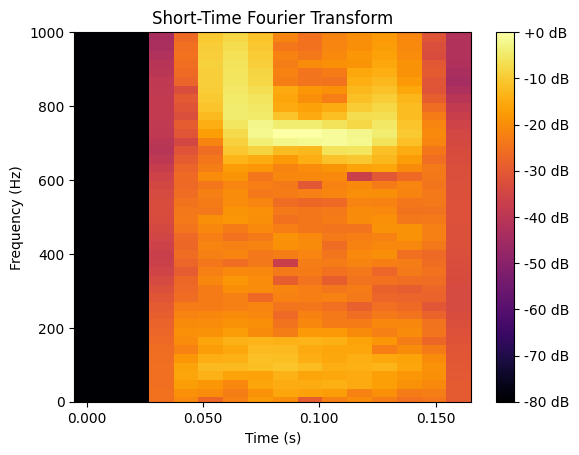 Short-Time Fourier Transform
Frequency (Hz)
1000
800
600
400
200
0
0.000
0.050
0.100
0.150
Time (s)
+0 dB
-10 dB
-20 dB
-30 dB
-40 dB
-50 dB
-60 dB
-70 dB
-80 dB